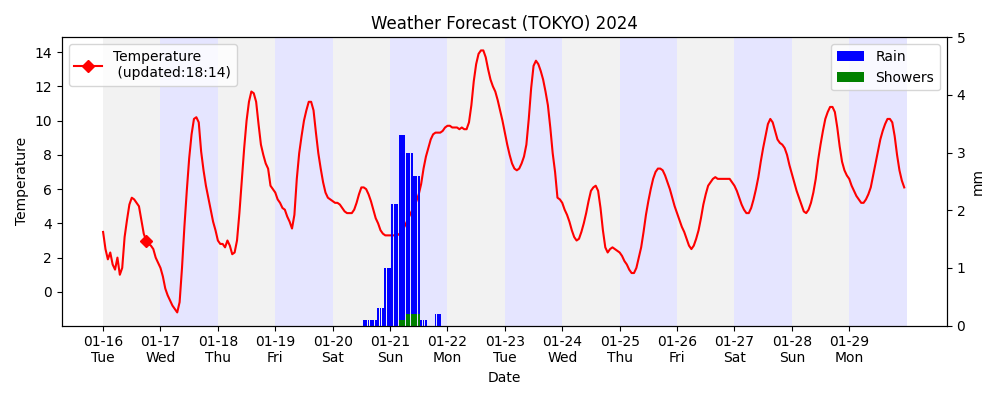 Weather Forecast (TOKYO) 2024
Temperature
(updated:18:14)
Rain
Showers
14
12
10
8
6
4
2
0
Temperature
5
4
3
2
1
0
mm
01-16 01-17 01-18 01-19 01-20 01-21 01-22 01-23 01-24 01-25 01-26 01-27 01-28 01-29
Tue Wed Thu Fri Sat Sun Mon Tue Wed Thu Fri Sat Sun Mon
Date